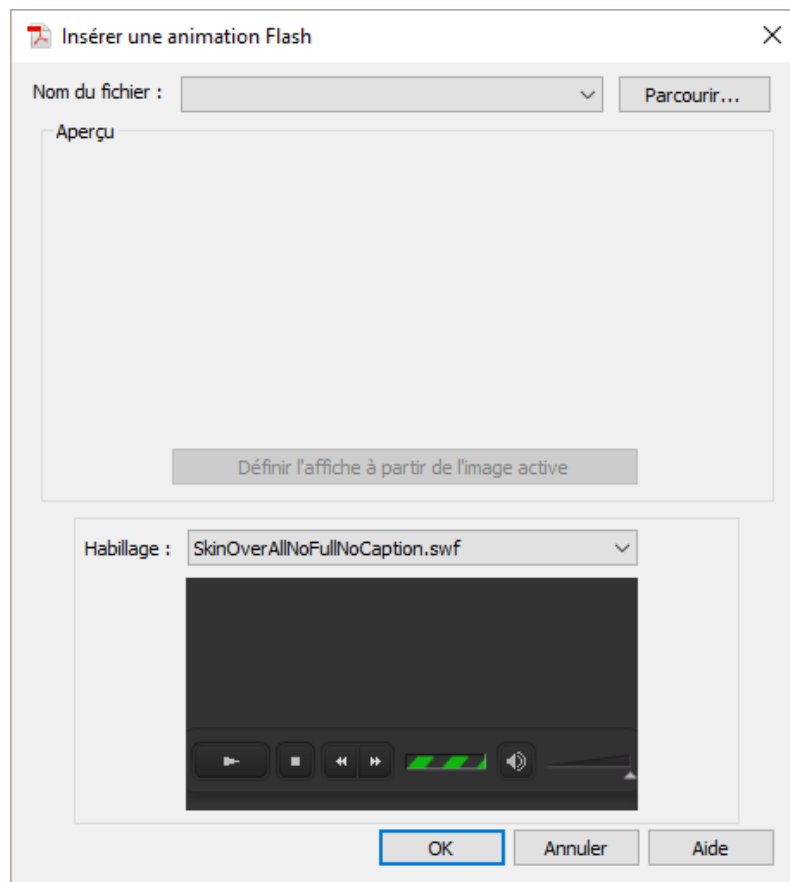 Insérer une animation Flash
Nom du fichier :
Parcourir...
Aperçu
Définir l'affiche à partir de l'image active
Habillage :
SkinOverAllNoFullNoCaption.swf
OK
Annuler
Aide